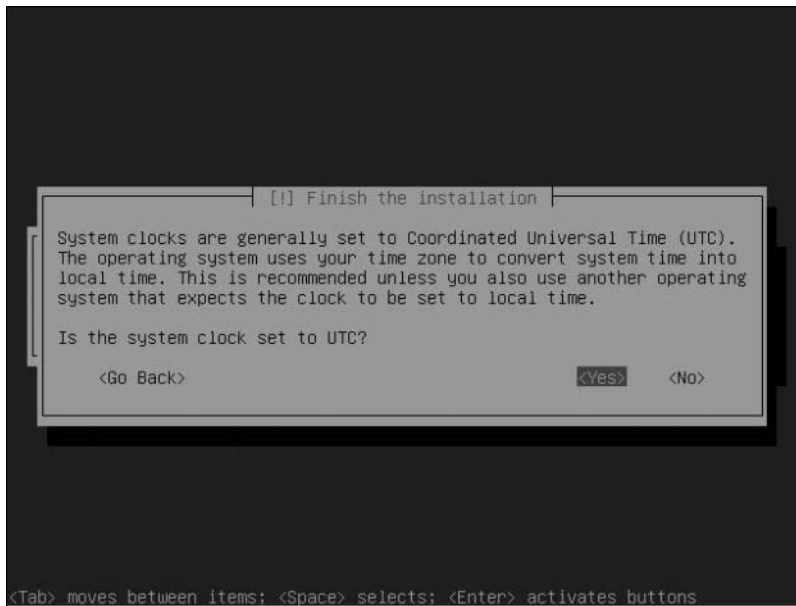 [!] Finish the installation
System clocks are generally set to Coordinated Universal Time (UTC).
The operating system uses your time zone to convert system time into
local time. This is recommended unless you also use another operating
system that expects the clock to be set to local time.
Is the system clock set to UTC?
<Go Back> <Yes> <No>
<Tab> moves between items; <Space> selects; <Enter> activates buttons